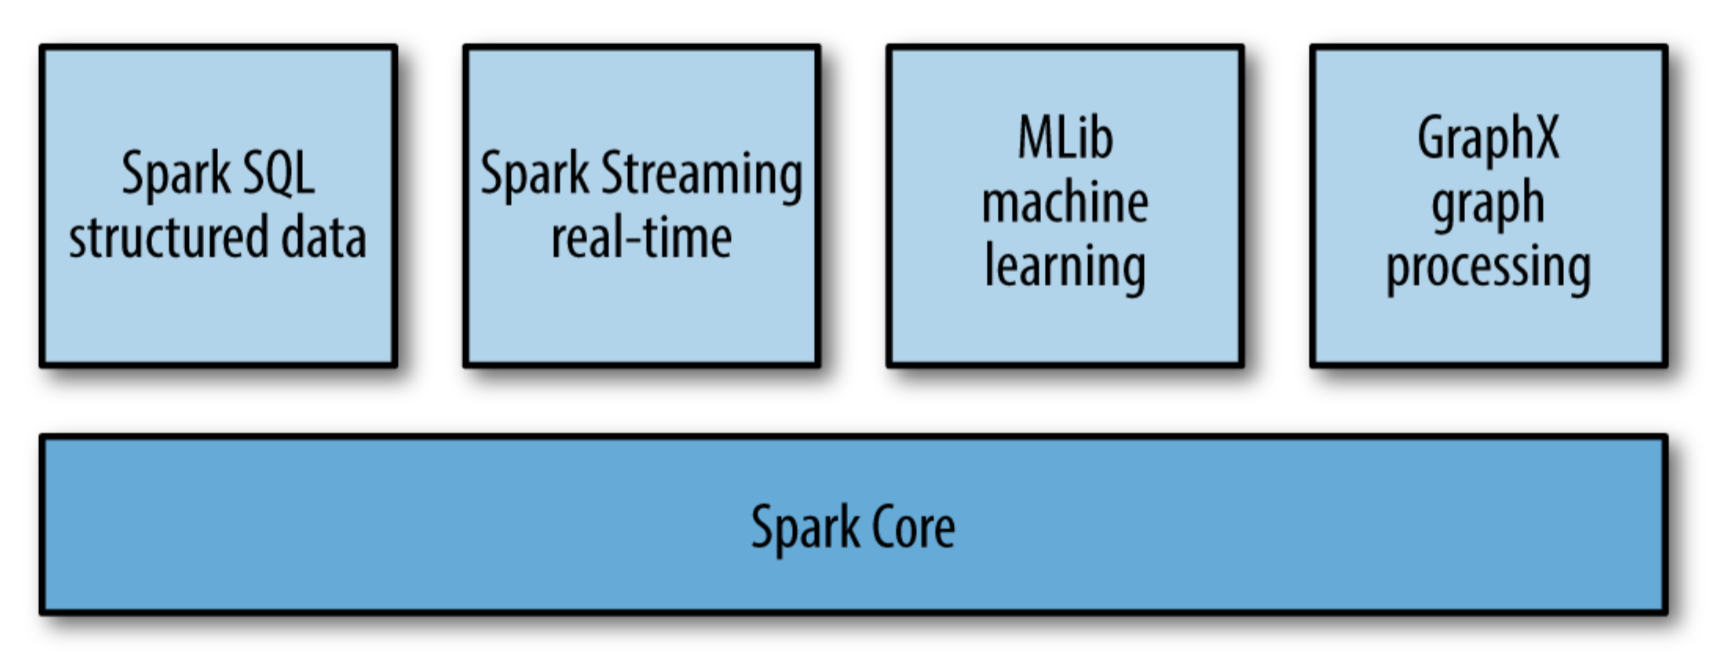 Spark SQL
structured data
Spark Streaming
real-time
MLib
machine
learning
GraphX
graph
processing
Spark Core